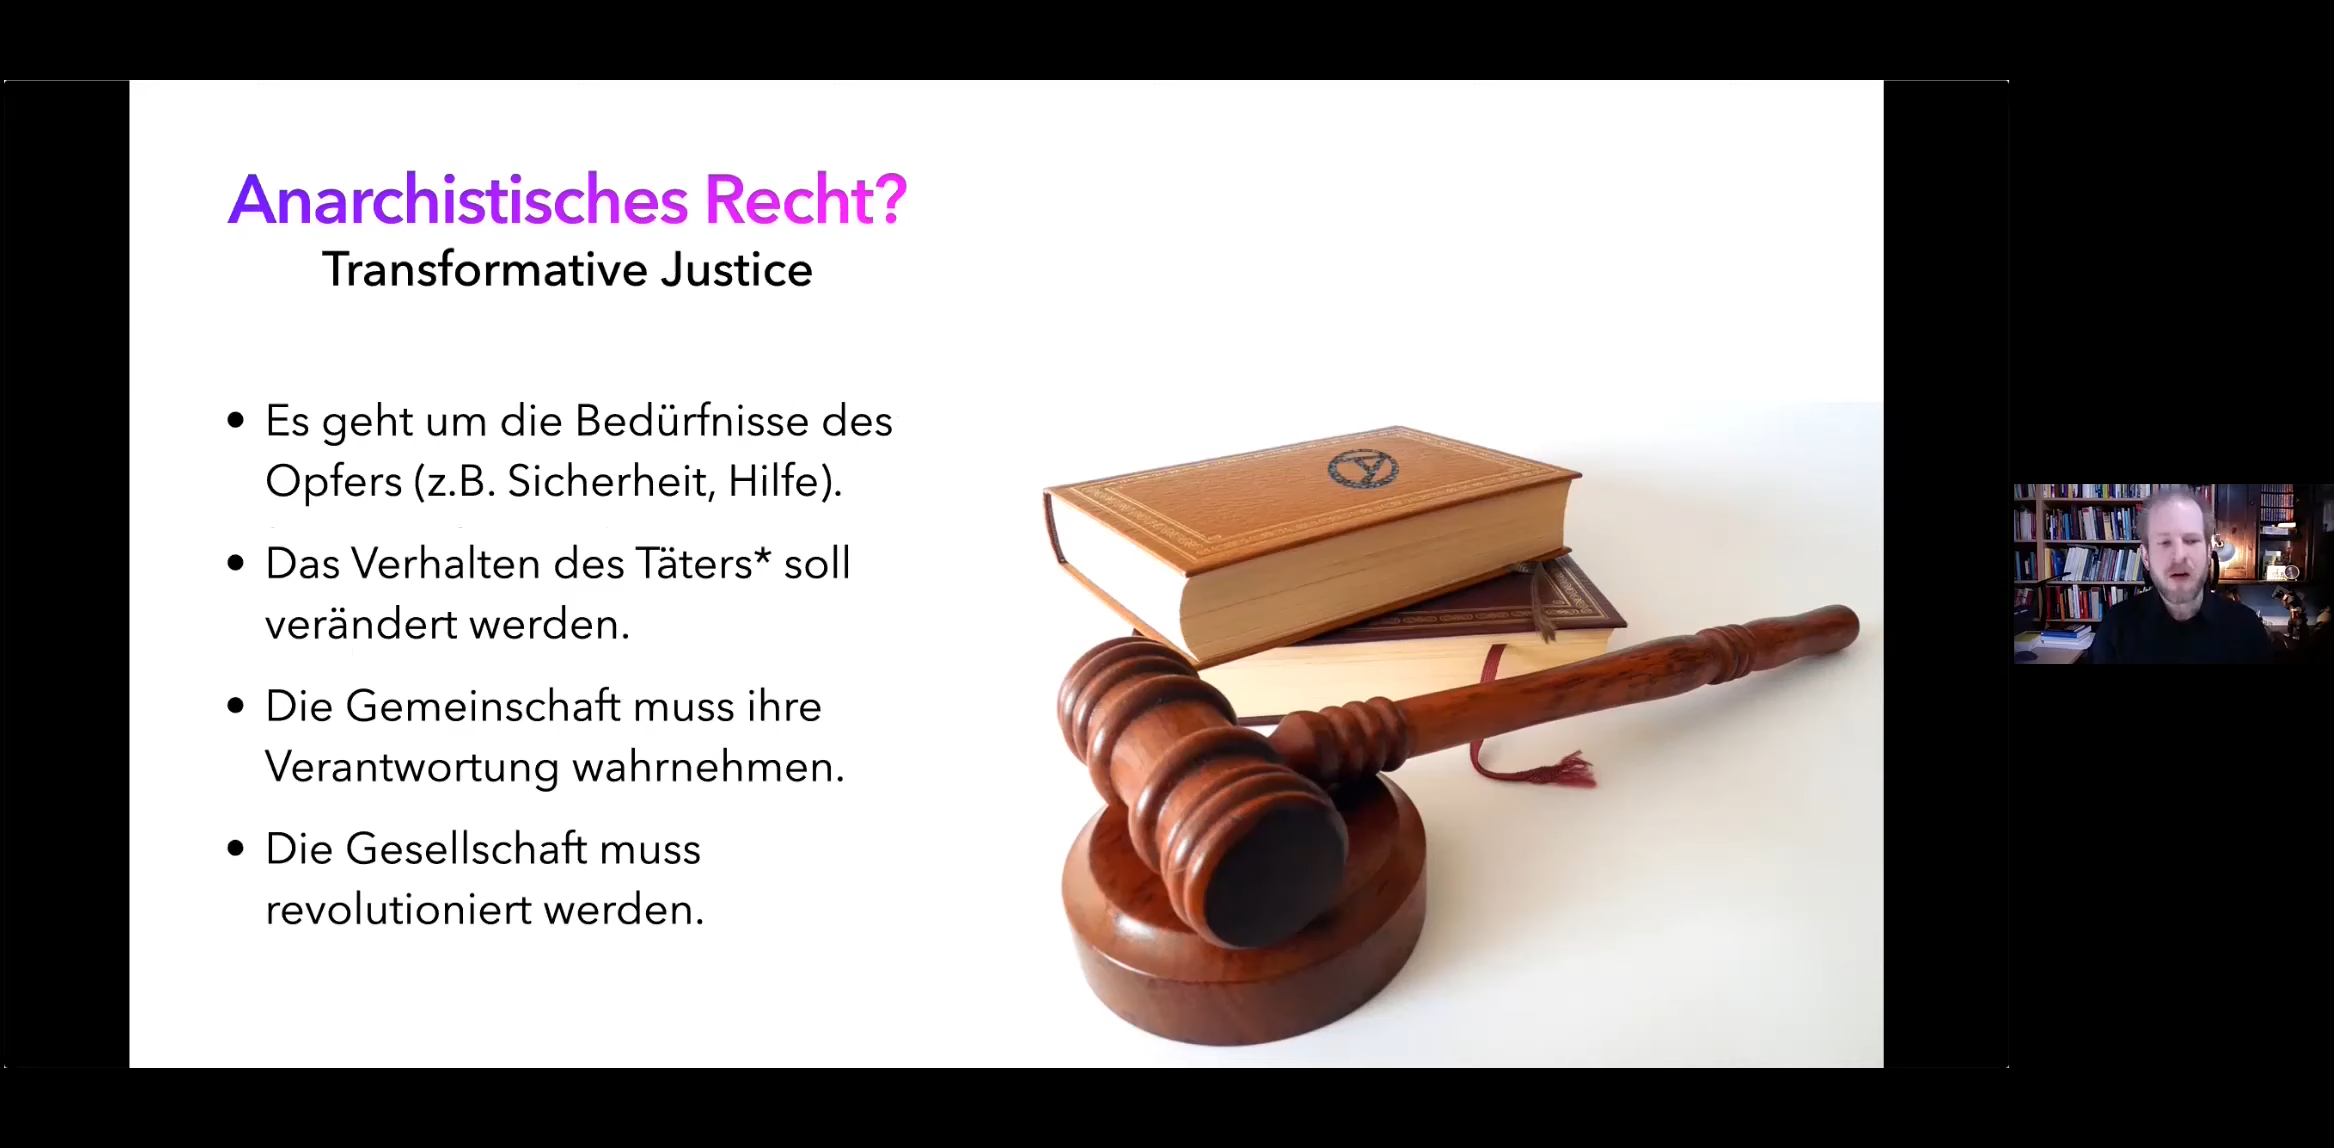 Anarchistisches Recht?
Transformative Justice
• Es geht um die Bedürfnisse des
Opfers (z.B. Sicherheit, Hilfe).
• Das Verhalten des Täters* soll
verändert werden.
• Die Gemeinschaft muss ihre
Verantwortung wahrnehmen.
• Die Gesellschaft muss
revolutioniert werden.